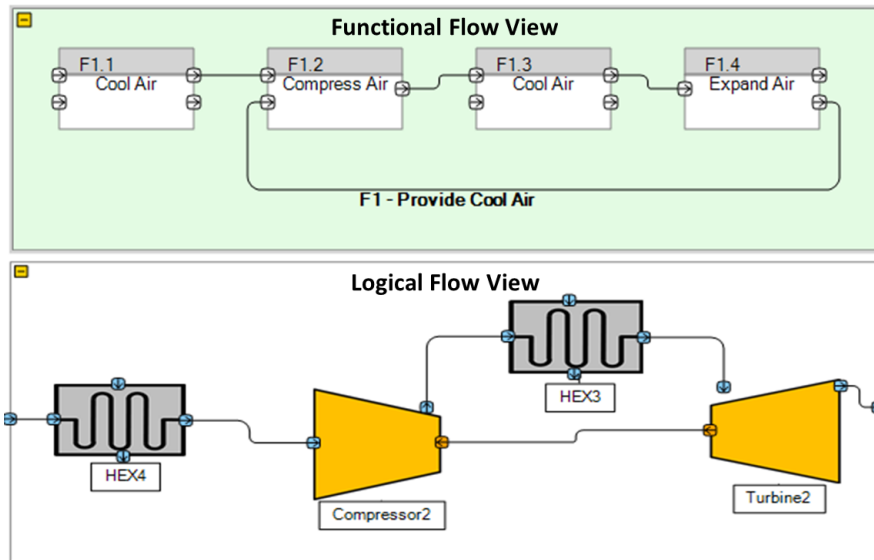 Functional Flow View
F1.1
Cool Air
F1.2
Compress Air
F1.3
Cool Air
F1.4
Expand Air
F1 - Provide Cool Air
Logical Flow View
HEX3
HEX4
Compressor2
Turbine2